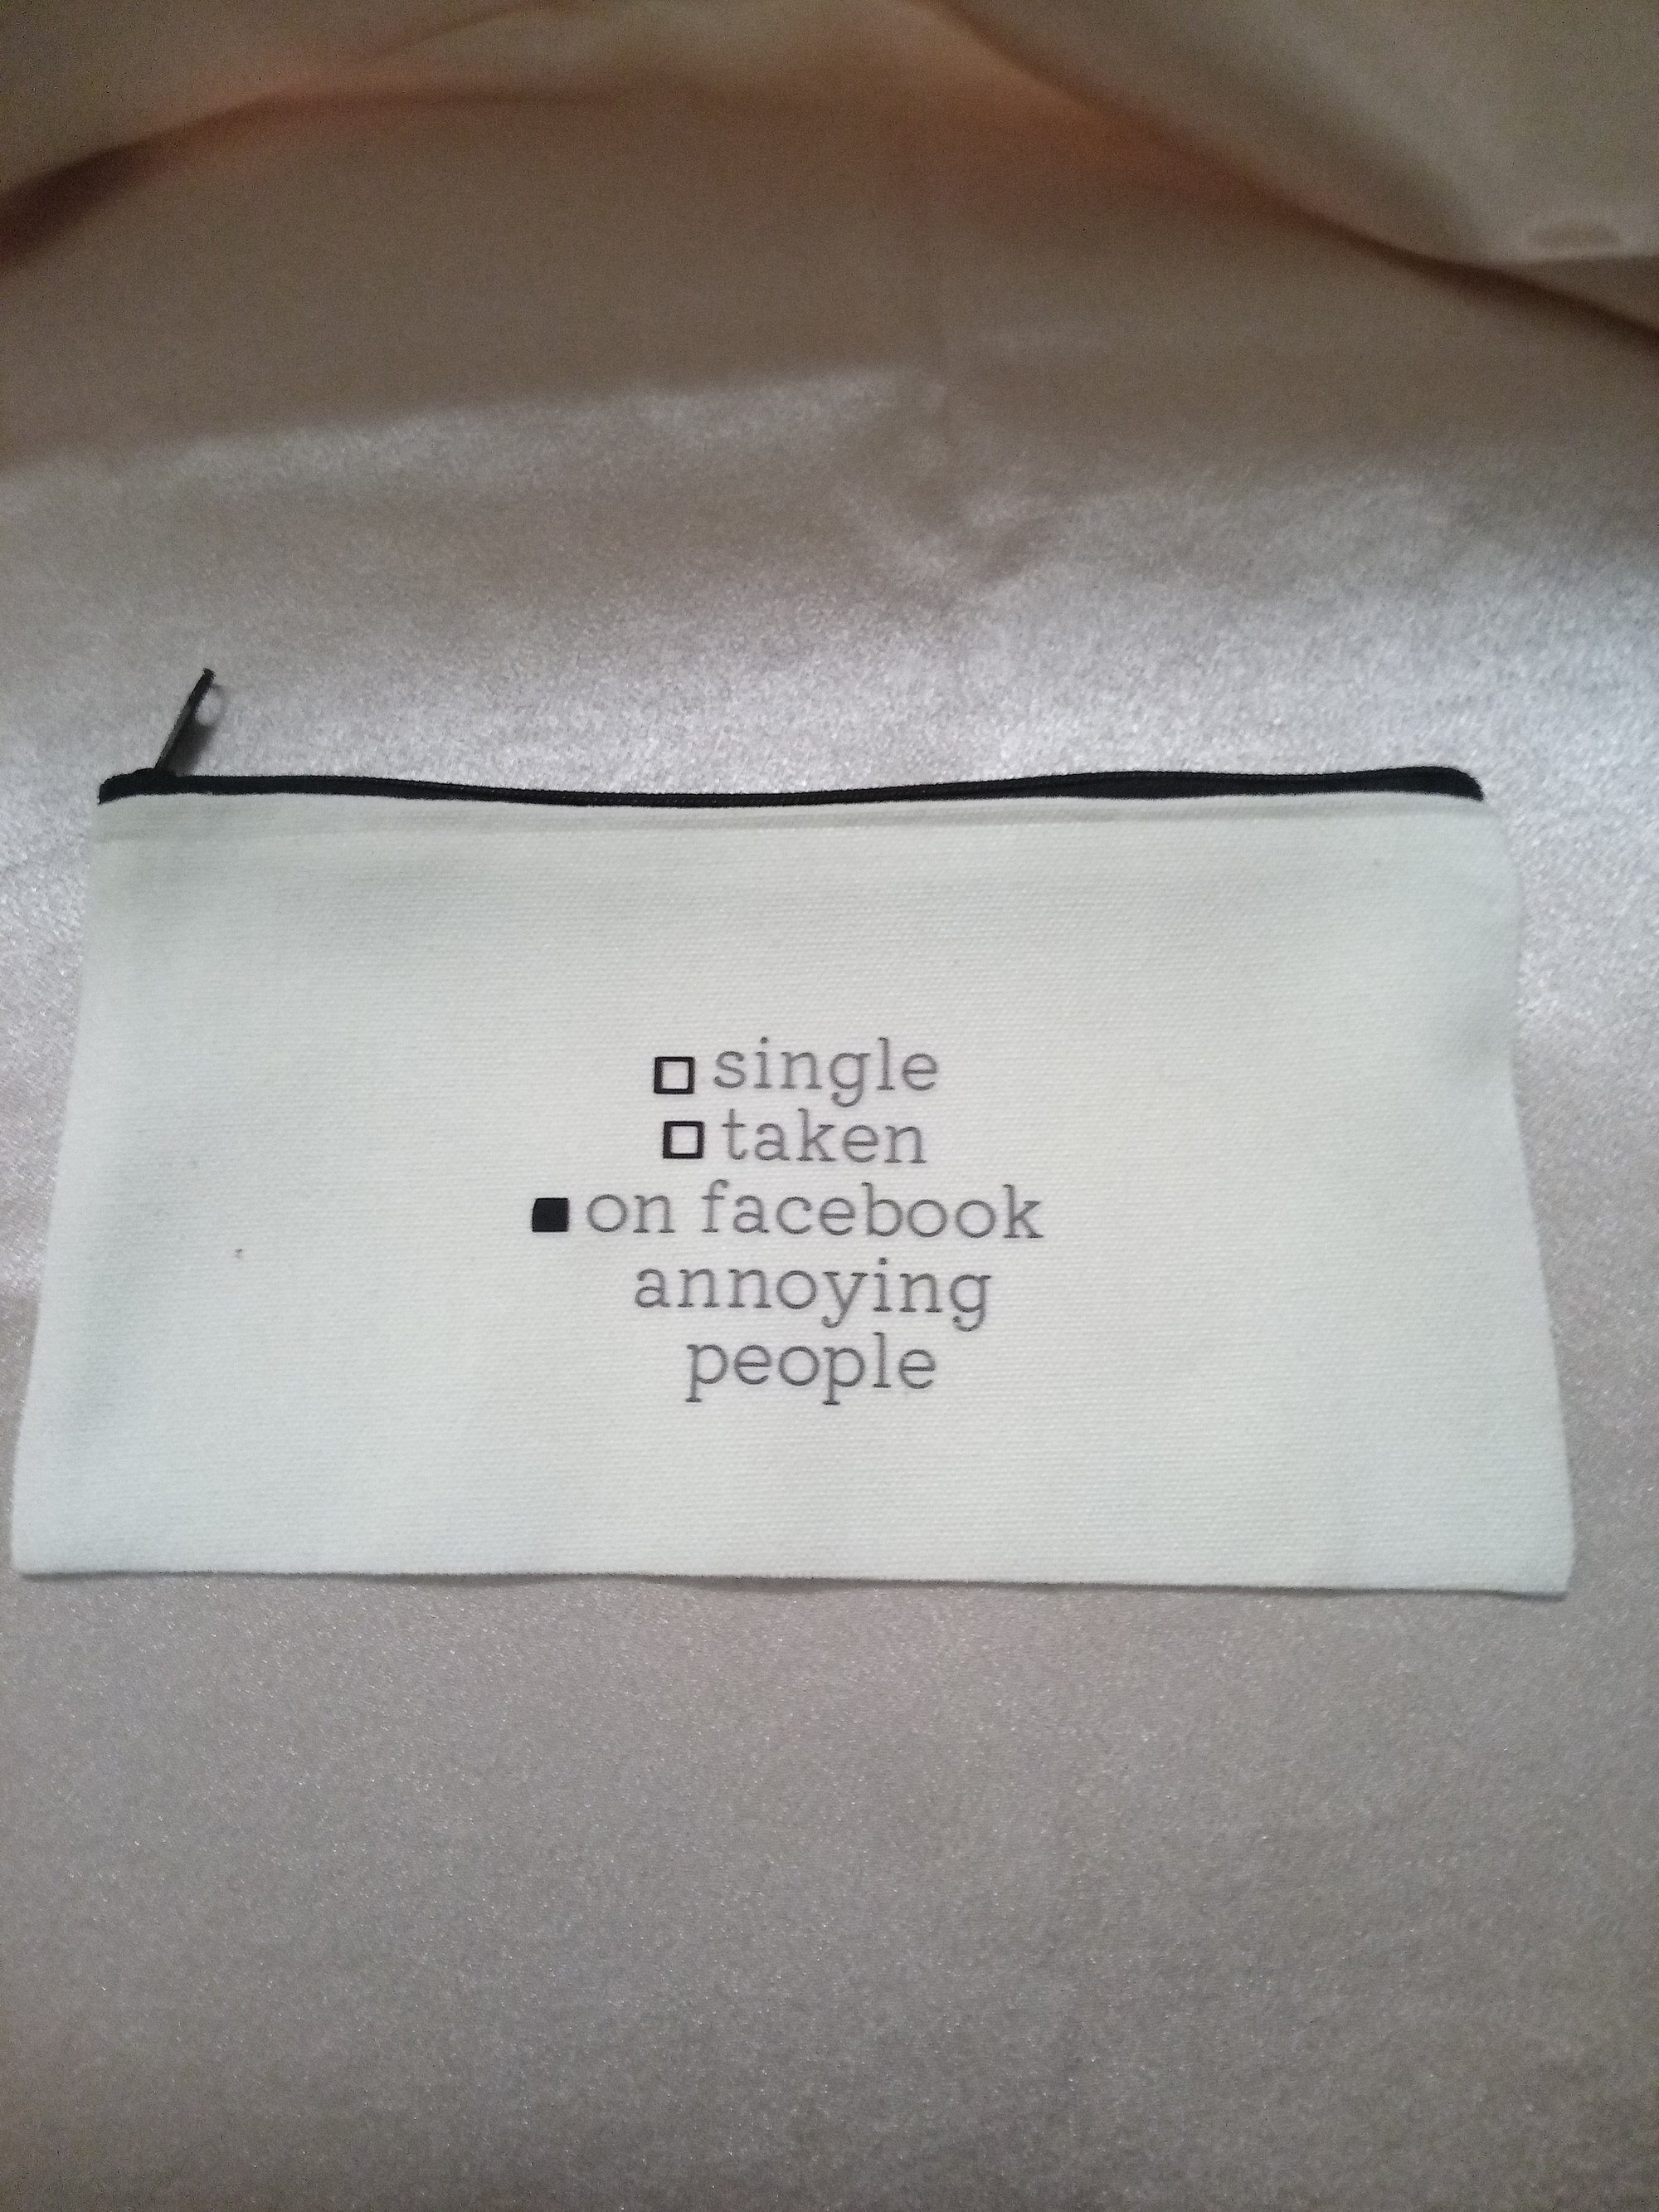 ☐ single
☐ taken
■ on facebook
annoying
people